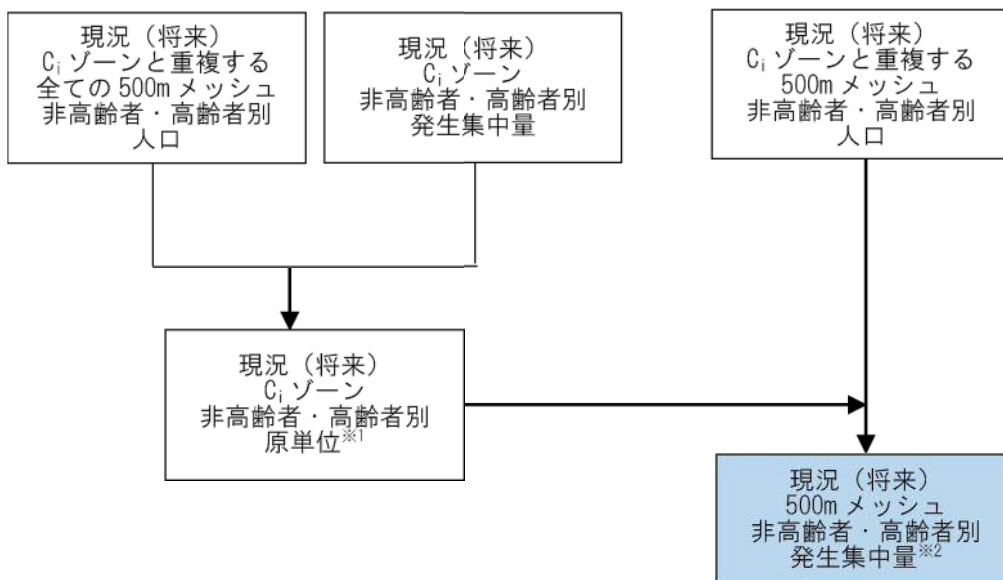 現況（将来）
Ciゾーンと重複する
全ての500mメッシュ
非高齢者・高齢者別
人口
現況（将来）
Ciゾーン
非高齢者・高齢者別
発生集中量
現況（将来）
Ciゾーンと重複する
500mメッシュ
非高齢者・高齢者別
人口
現況（将来）
Ciゾーン
非高齢者・高齢者別
原単位※1
現況（将来）
500mメッシュ
非高齢者・高齢者別
発生集中量※2